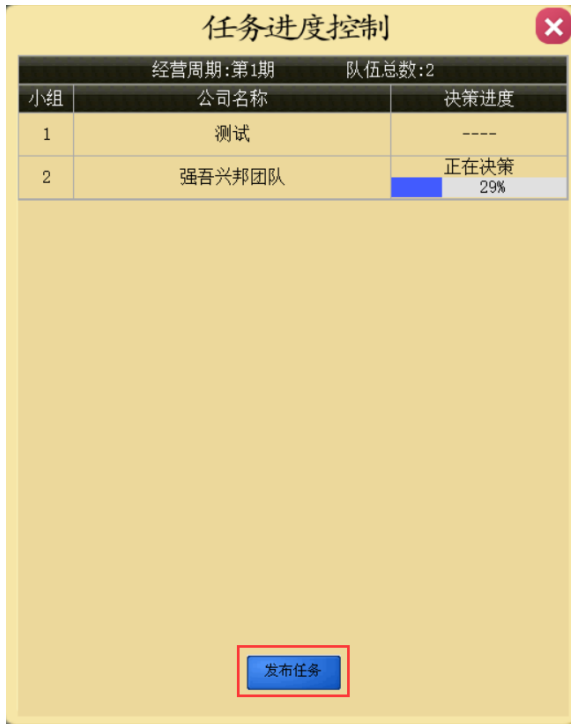 任务进度控制
经营周期:第1期 队伍总数:2
小组 公司名称 决策进度
1 测试 ----
2 强吾兴邦团队 正在决策
29%
发布任务